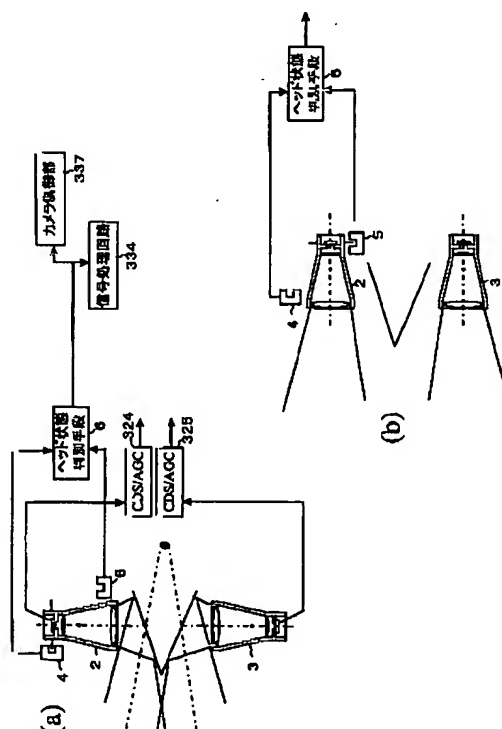 (a)
カメラ制御部
337
信号処理回路
334
ヘッド状態
判別手段
6
CDS/AGC
324
CDS/AGC
325
4
2
6
3
(b)
ヘッド状態
判別手段
6
4
2
5
3